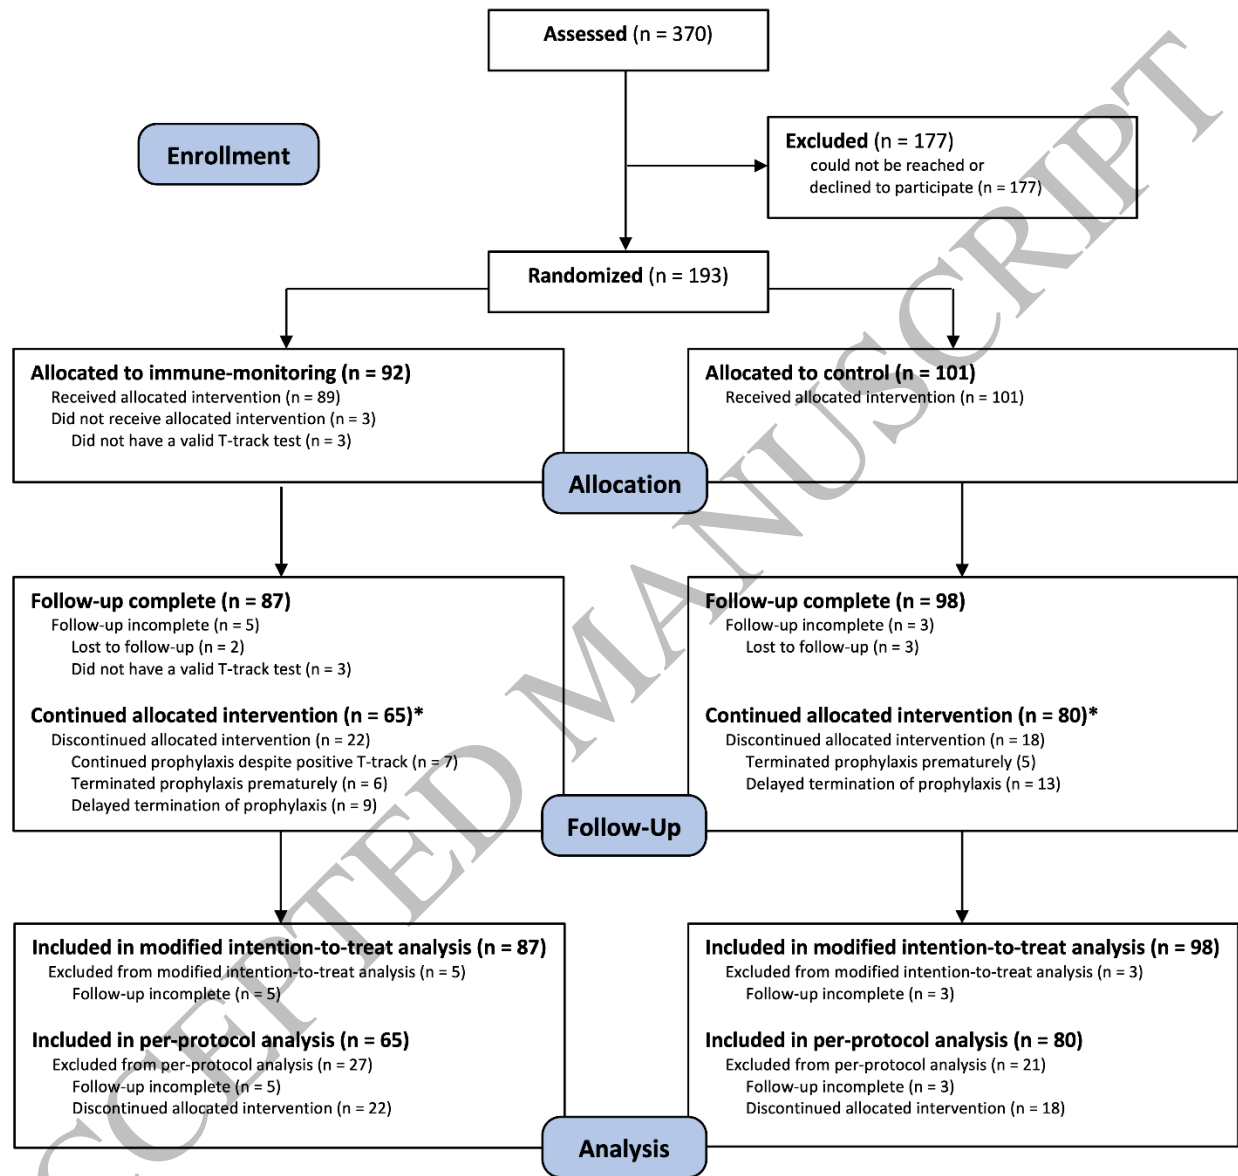 Assessed (n = 370)
Enrollment
Excluded (n = 177)
could not be reached or
declined to participate (n = 177)
Randomized (n = 193)
Allocated to immune-monitoring (n = 92)
Received allocated intervention (n = 89)
Did not receive allocated intervention (n = 3)
Did not have a valid T-track test (n = 3)
Allocated to control (n = 101)
Received allocated intervention (n = 101)
Allocation
Follow-up complete (n = 87)
Follow-up incomplete (n = 5)
Lost to follow-up (n = 2)
Did not have a valid T-track test (n = 3)
Continued allocated intervention (n = 65)*
Discontinued allocated intervention (n = 22)
Continued prophylaxis despite positive T-track (n = 7)
Terminated prophylaxis prematurely (n = 6)
Delayed termination of prophylaxis (n = 9)
Follow-up complete (n = 98)
Follow-up incomplete (n = 3)
Lost to follow-up (n = 3)
Continued allocated intervention (n = 80)*
Discontinued allocated intervention (n = 18)
Terminated prophylaxis prematurely (5)
Delayed termination of prophylaxis (n = 13)
Follow-Up
Included in modified intention-to-treat analysis (n = 87)
Excluded from modified intention-to-treat analysis (n = 5)
Follow-up incomplete (n = 5)
Included in per-protocol analysis (n = 65)
Excluded from per-protocol analysis (n = 27)
Follow-up incomplete (n = 5)
Discontinued allocated intervention (n = 22)
Included in modified intention-to-treat analysis (n = 98)
Excluded from modified intention-to-treat analysis (n = 3)
Follow-up incomplete (n = 3)
Included in per-protocol analysis (n = 80)
Excluded from per-protocol analysis (n = 21)
Follow-up incomplete (n = 3)
Discontinued allocated intervention (n = 18)
Analysis
CCEPTED MANUSCRIPT